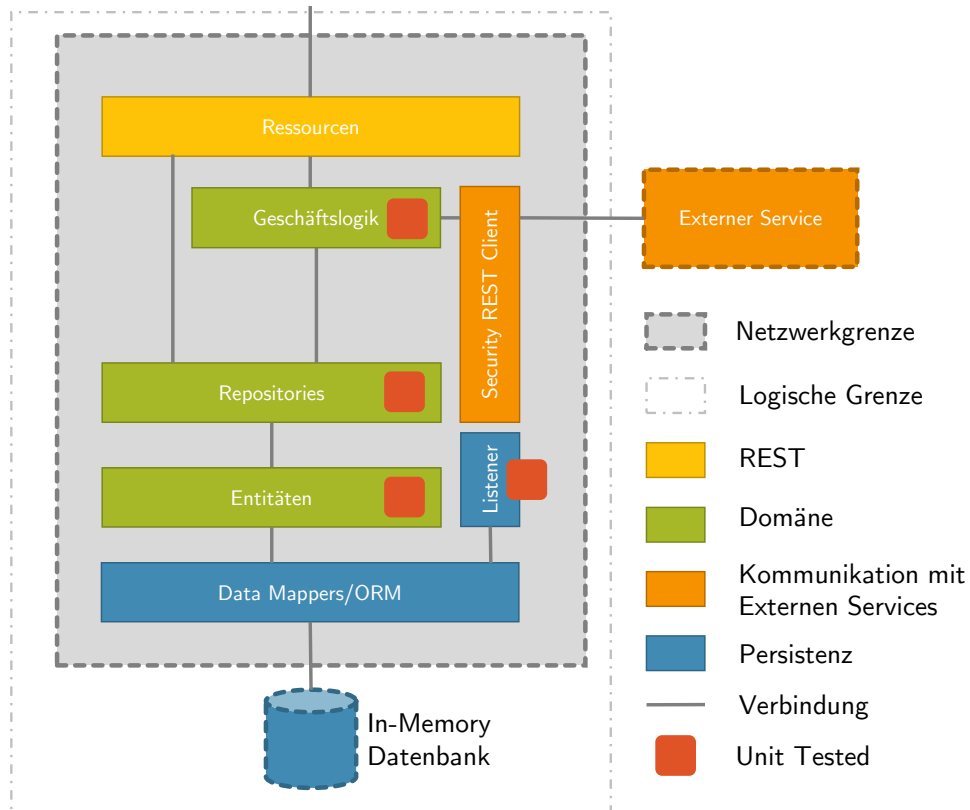 Ressourcen
Geschäftslogik
Security REST Client
Externer Service
Repositories
Listener
Entitäten
Data Mappers/ORM
In-Memory
Datenbank
Netzwerkgrenze
Logische Grenze
REST
Domäne
Kommunikation mit
Externen Services
Persistenz
Verbindung
Unit Tested